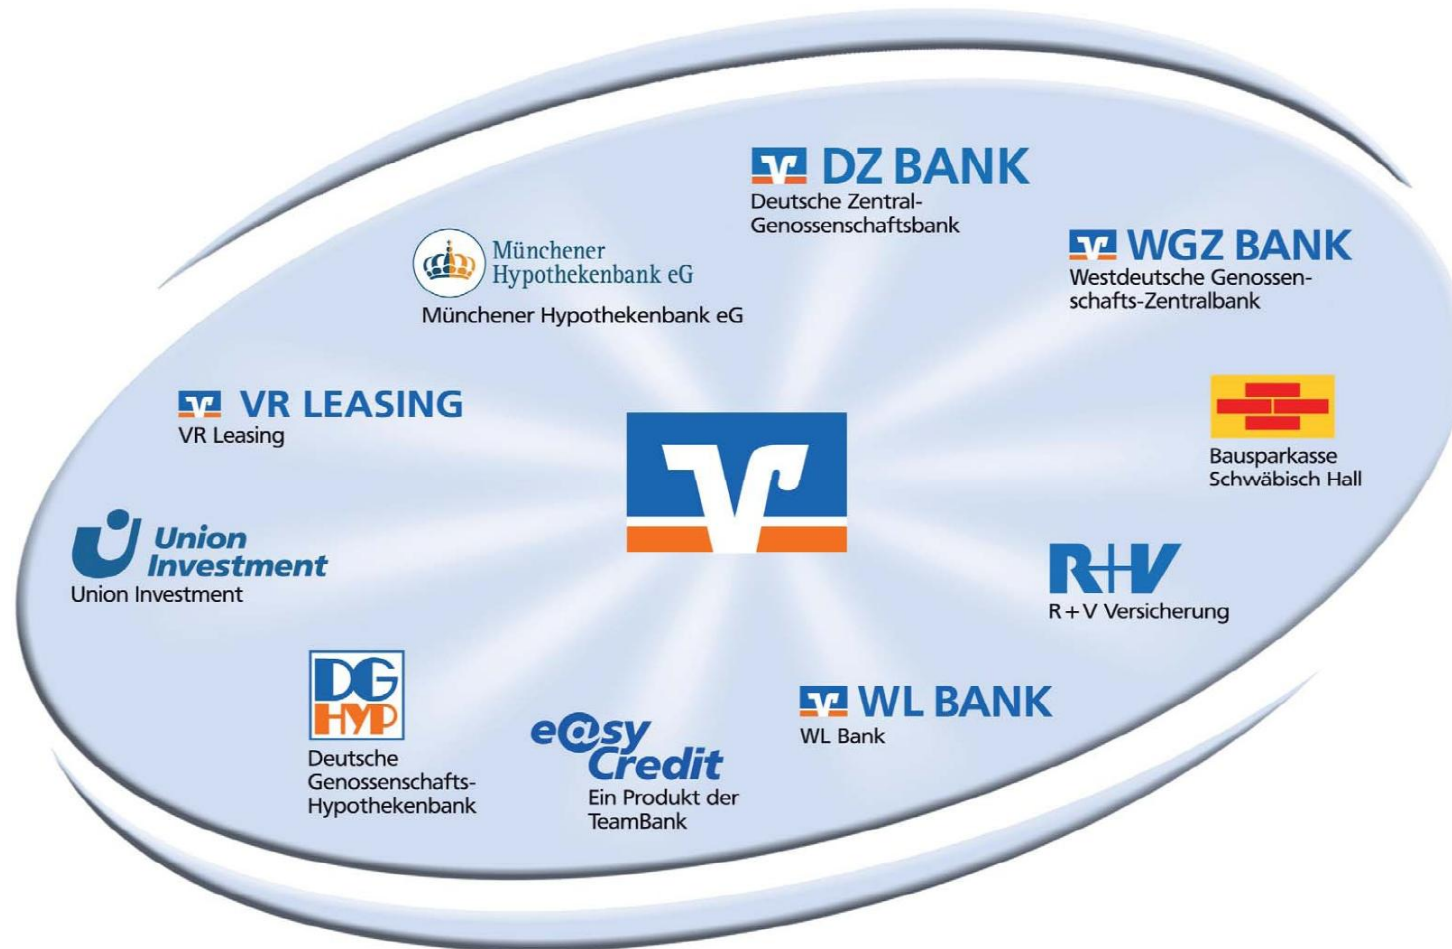 DZ BANK
Deutsche Zentral-
Genossenschaftsbank
WGZ BANK
Westdeutsche Genossen-
schafts-Zentralbank
Münchener
Hypothekenbank eG
Münchener Hypothekenbank eG
VR LEASING
VR Leasing
Bausparkasse
Schwäbisch Hall
Union
Investment
Union Investment
R+V
R+V Versicherung
DG
HYP
Deutsche
Genossenschafts-
Hypothekenbank
e@sy
Credit
Ein Produkt der
TeamBank
WL BANK
WL Bank